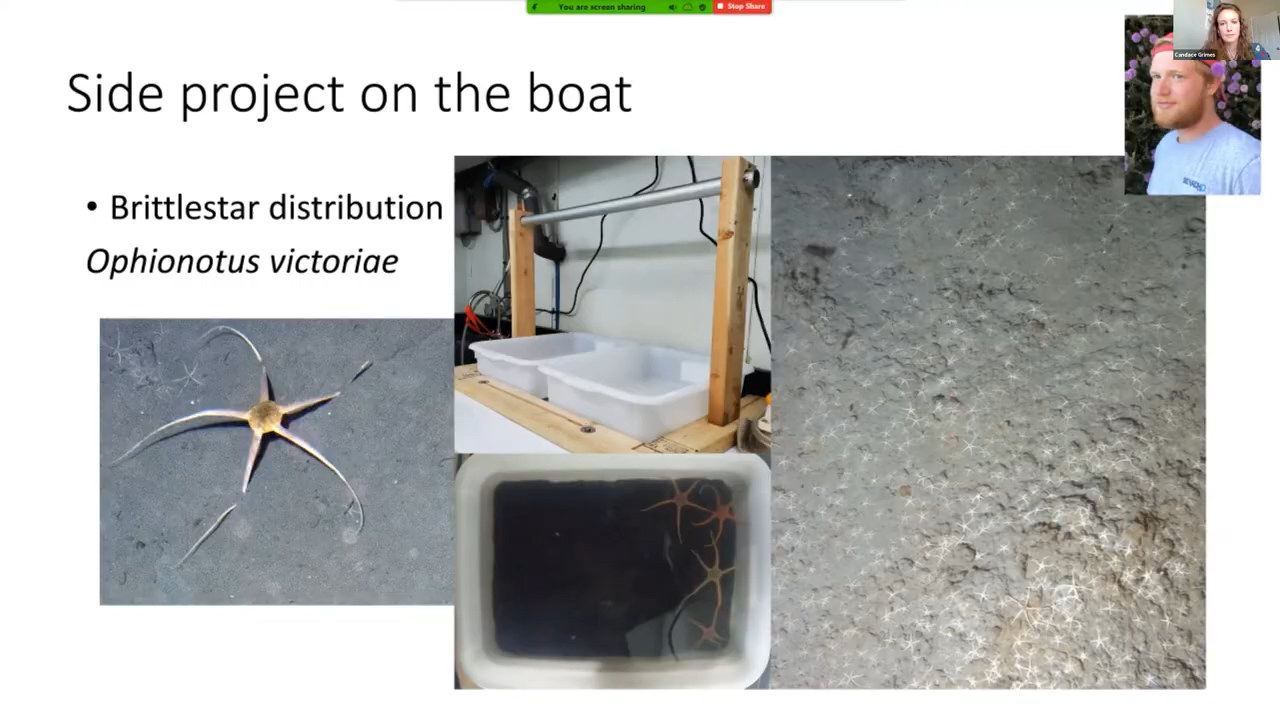 You are screen sharing
Stop Share
Candace Grimes
Side project on the boat
• Brittlestar distribution
Ophionotus victoriae